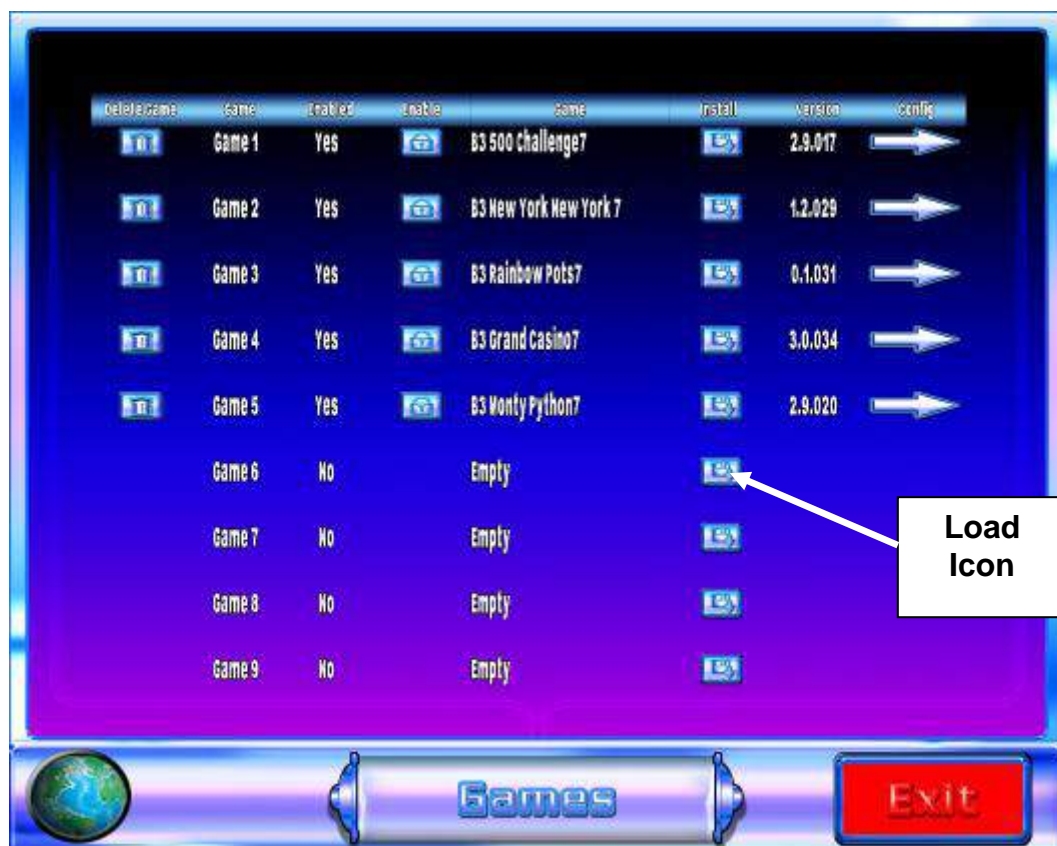 Delete Game Game Enabled Enable Game Install Version Config
Game 1 Yes B3 500 Challenge7 2.9.017
Game 2 Yes B3 New York New York 7 1.2.029
Game 3 Yes B3 Rainbow Pots7 0.1.031
Game 4 Yes B3 Grand Casino7 3.0.034
Game 5 Yes B3 Monty Python7 2.9.020
Game 6 No Empty
Game 7 No Empty
Game 8 No Empty
Game 9 No Empty
Load
Icon
Games
Exit